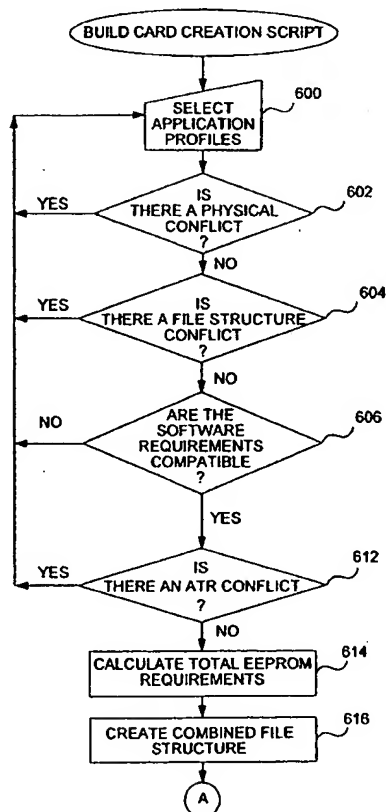 BUILD CARD CREATION SCRIPT
600
SELECT
APPLICATION
PROFILES
602
IS
THERE A PHYSICAL
CONFLICT
?
YES
NO
604
IS
THERE A FILE STRUCTURE
CONFLICT
?
YES
NO
606
ARE THE
SOFTWARE
REQUIREMENTS
COMPATIBLE
?
NO
YES
612
IS
THERE AN ATR CONFLICT
?
YES
NO
614
CALCULATE TOTAL EEPROM
REQUIREMENTS
616
CREATE COMBINED FILE
STRUCTURE
A